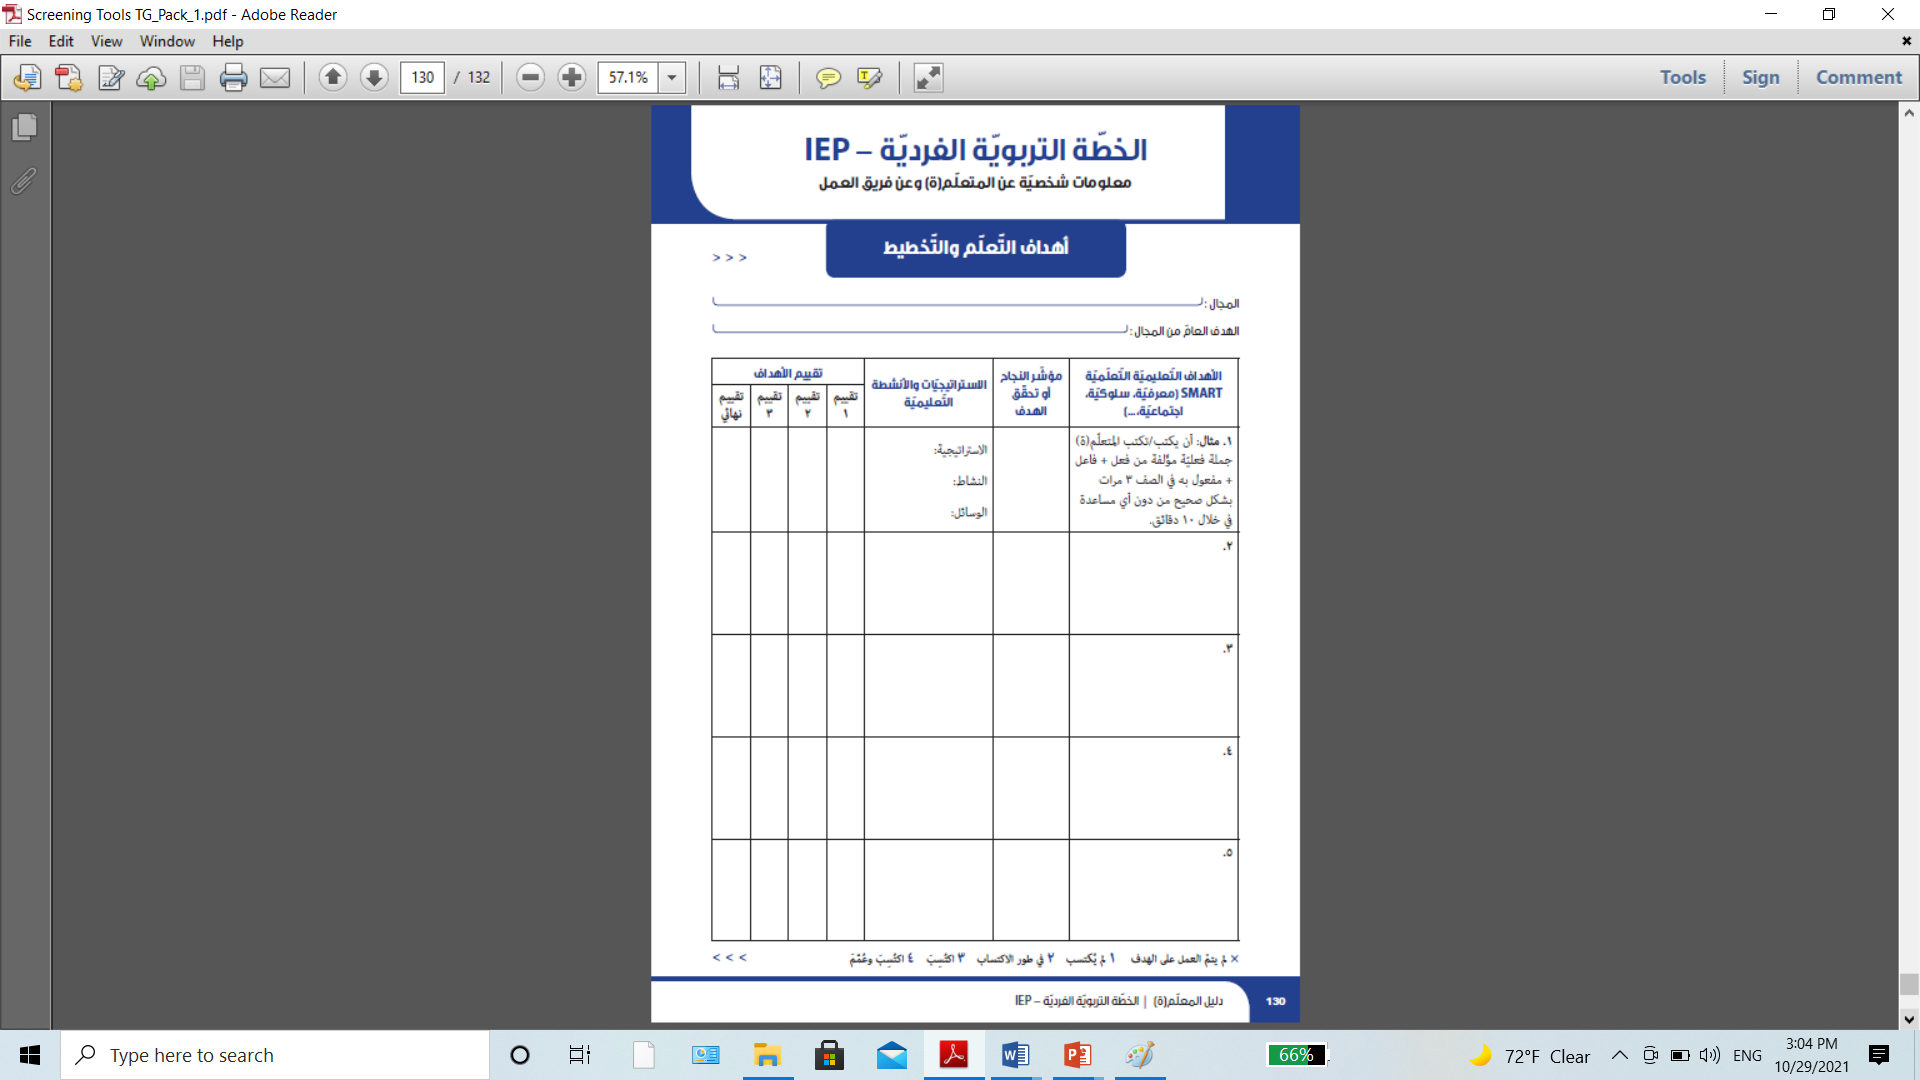 Screening Tools TG_Pack_1.pdf - Adobe Reader
File Edit View Window Help
130 / 132 57.1% Tools Sign Comment
الخطّة التربويّة الفرديّة – IEP
معلومات شخصيّة عن المتعلّم(ة) وعن فريق العمل
أهداف التّعلّم والتّخطيط
> > >
المجال :
الهدف العامّ من المجال :
الأهداف التّعليميّة التّعلّميّة
SMART (معرفيّة، سلوكيّة،
اجتماعيّة،...)
مؤشّر النجاح
أو تحقّق
الهدف
الاستراتيجيّات والأنشطة
التّعليميّة
تقييم الأهداف
تقييم ١
تقييم ٢
تقييم ٣
تقييم نهائي
١. مثال: أن يكتب/تكتب المتعلّم(ة)
جملة فعليّة مؤلفة من فعل + فاعل
+ مفعول به في الصف ٣ مرات
بشكل صحيح من دون أي مساعدة
في خلال ١٠ دقائق.
الاستراتيجية:
النشاط:
الوسائل:
٢.
٣.
٤.
٥.
× لم يتمّ العمل على الهدف ١ لم يُكتسب ٢ في طور الاكتساب ٣ اكتُسِبَ ٤ اكتُسِبَ وعُمّمَ
< < <
130 دليل المعلّم(ة) | الخطّة التربويّة الفرديّة – IEP
Type here to search
66%
72°F Clear
ENG
3:04 PM
10/29/2021